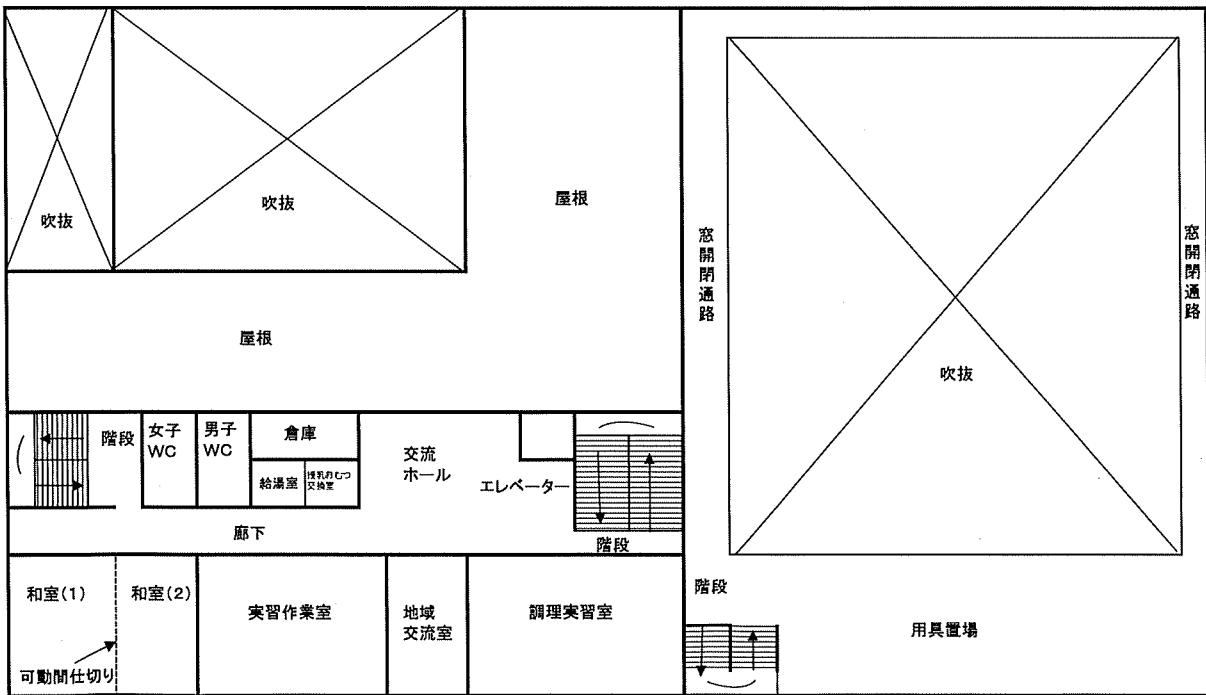 吹抜
吹抜
屋根
窓開閉通路
窓開閉通路
屋根
吹抜
階段
女子
WC
男子
WC
倉庫
給湯室
授乳おむつ
交換室
交流
ホール
エレベーター
廊下
階段
和室(1)
和室(2)
実習作業室
地域
交流室
調理実習室
階段
用具置場
可動間仕切り